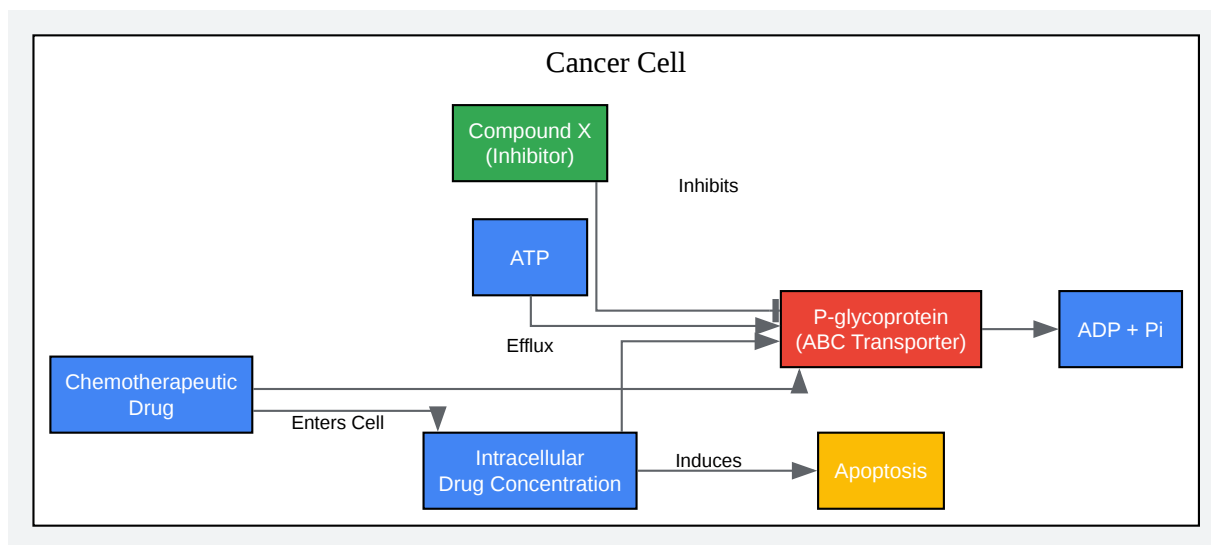 Cancer Cell
Compound X
(Inhibitor)
Inhibits
ATP
P-glycoprotein
(ABC Transporter)
ADP + Pi
Efflux
Chemotherapeutic
Drug
Enters Cell
Intracellular
Drug Concentration
Induces
Apoptosis